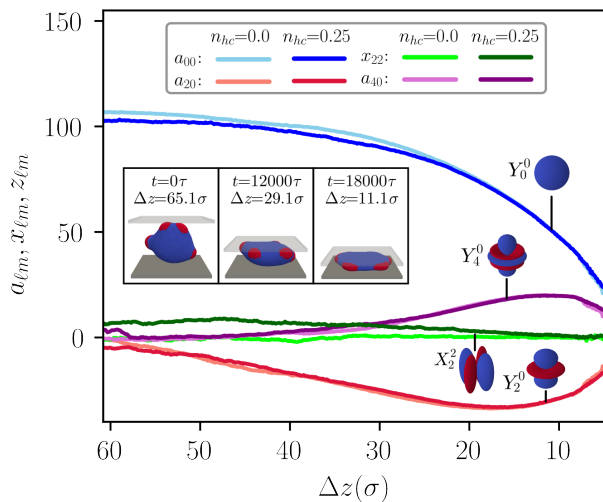 n_{hc}=0.0 n_{hc}=0.25 n_{hc}=0.0 n_{hc}=0.25
a_{00}: x_{22}:
a_{20}: a_{40}:
150
100
50
0
a_{ℓm}, x_{ℓm}, z_{ℓm}
t=0τ t=12000τ t=18000τ
Δz=65.1σ Δz=29.1σ Δz=11.1σ
Y_0^0
Y_4^0
X_2^2
Y_2^0
60 50 40 30 20 10
Δz(σ)